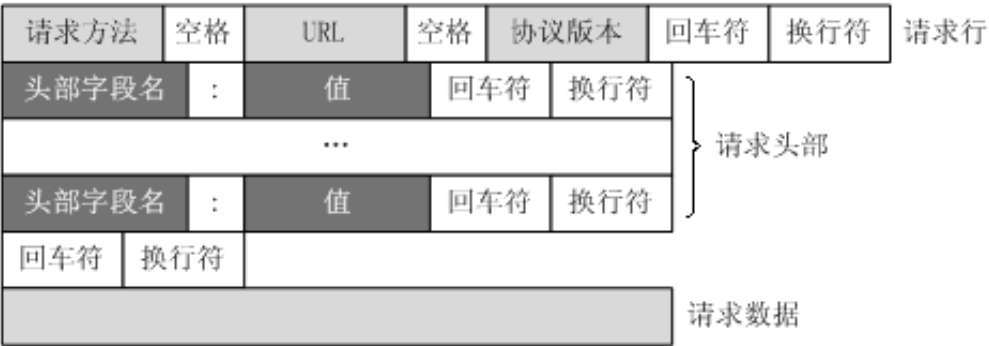 请求方法 空格 URL 空格 协议版本 回车符 换行符 请求行
头部字段名 : 值 回车符 换行符
... 请求头部
头部字段名 : 值 回车符 换行符
回车符 换行符
请求数据